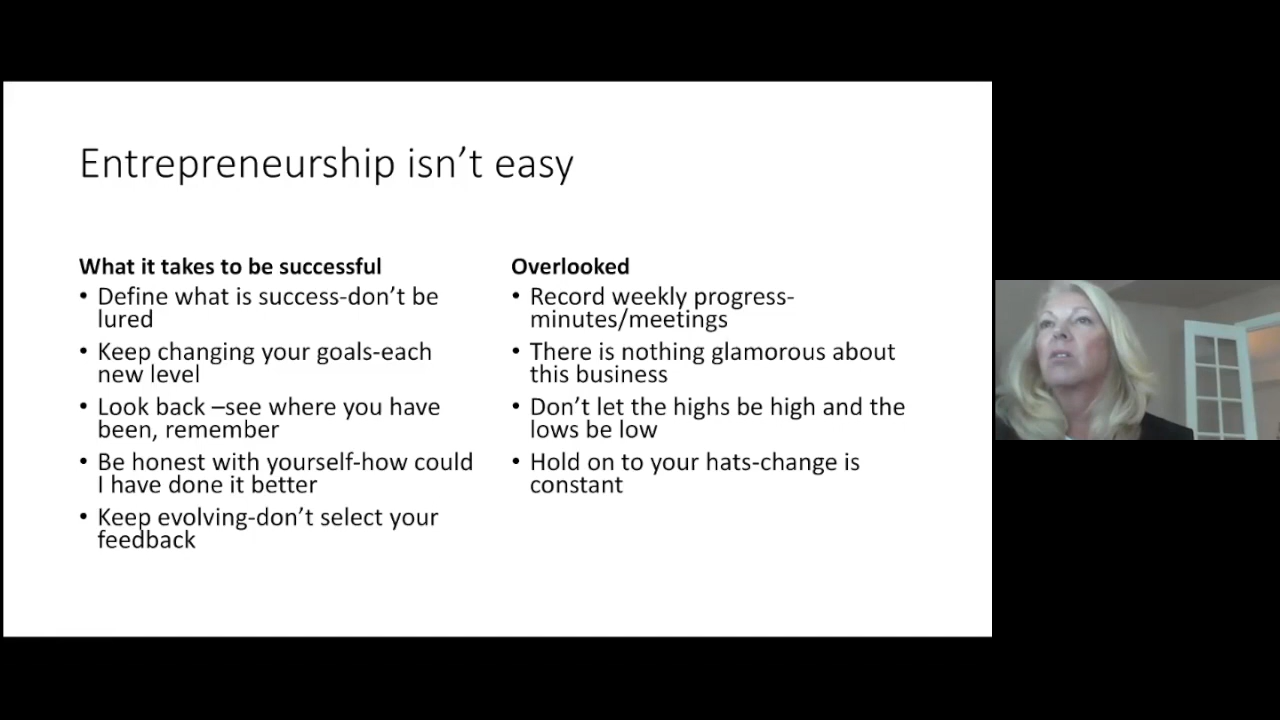 Entrepreneurship isn’t easy
What it takes to be successful
• Define what is success-don’t be
lured
• Keep changing your goals-each
new level
• Look back –see where you have
been, remember
• Be honest with yourself-how could
I have done it better
• Keep evolving-don’t select your
feedback
Overlooked
• Record weekly progress-
minutes/meetings
• There is nothing glamorous about
this business
• Don’t let the highs be high and the
lows be low
• Hold on to your hats-change is
constant